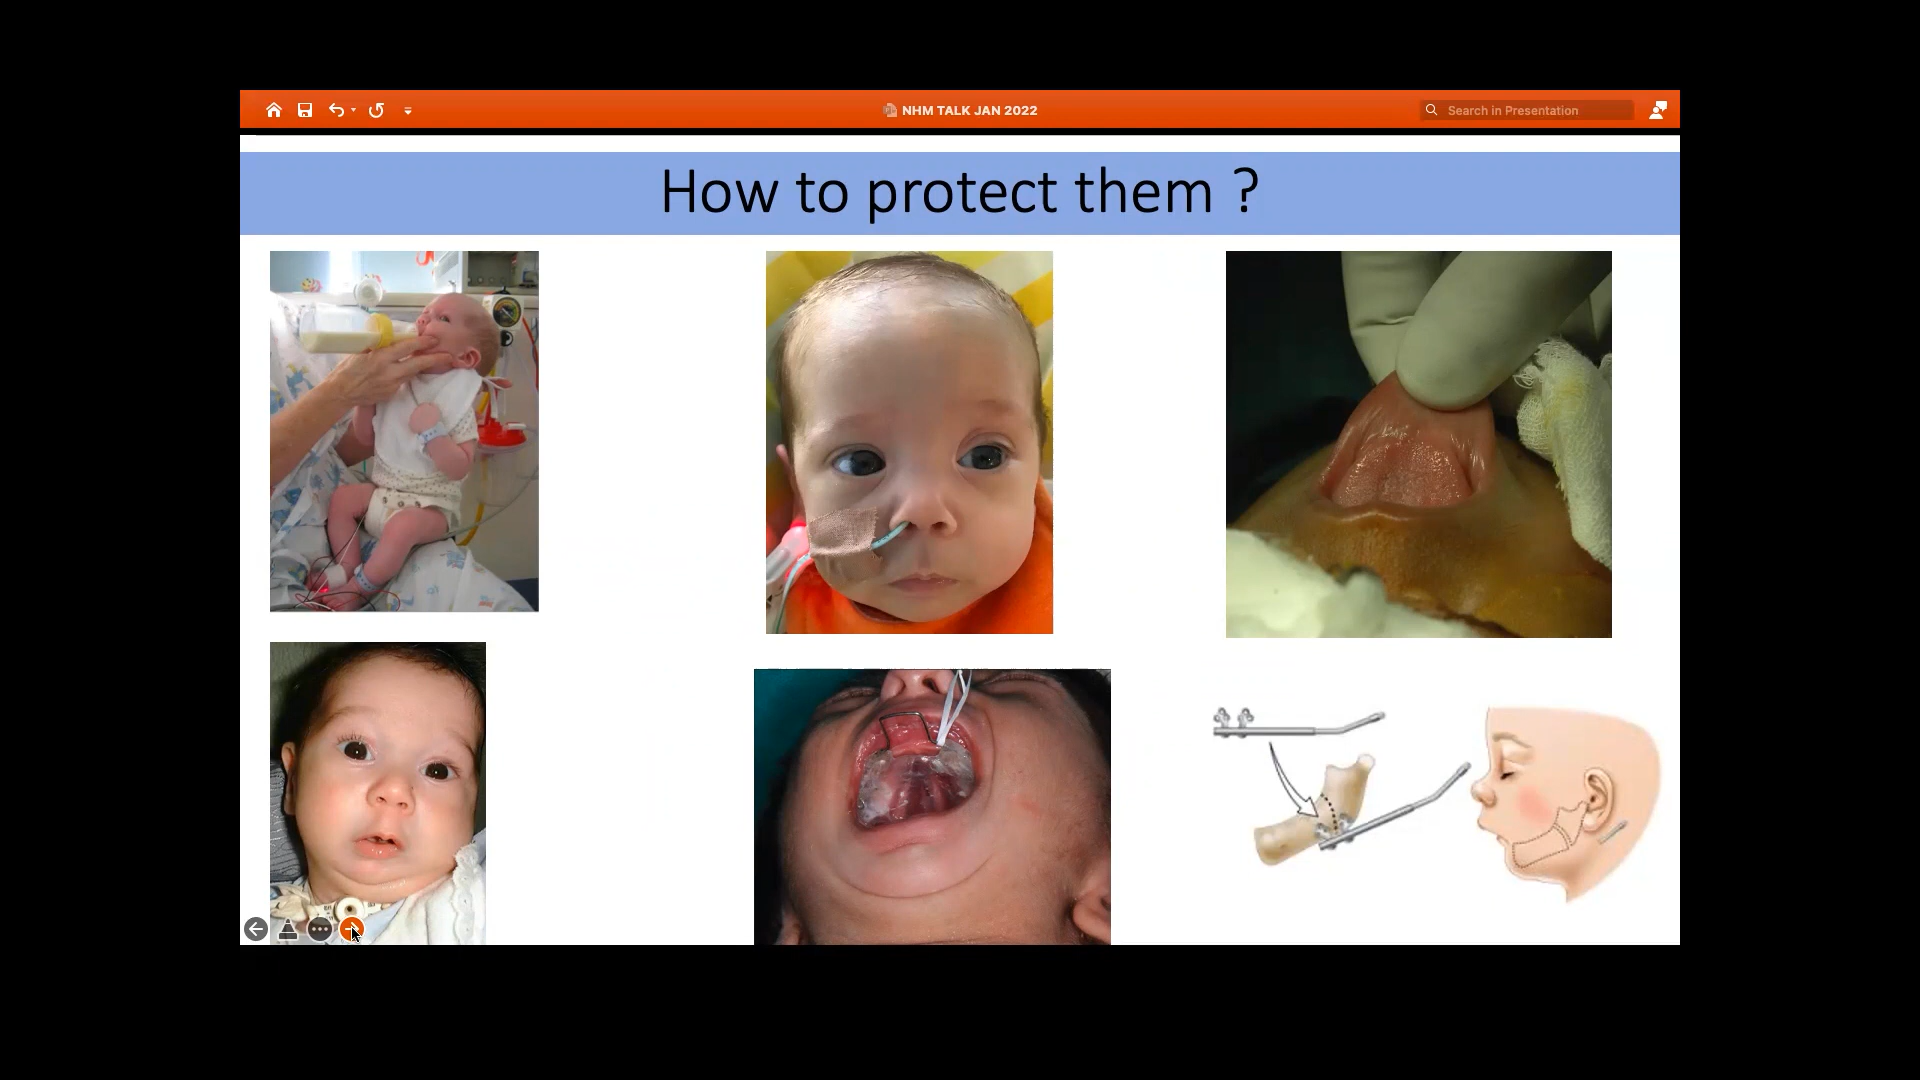 NHM TALK JAN 2022
Search in Presentation
How to protect them ?